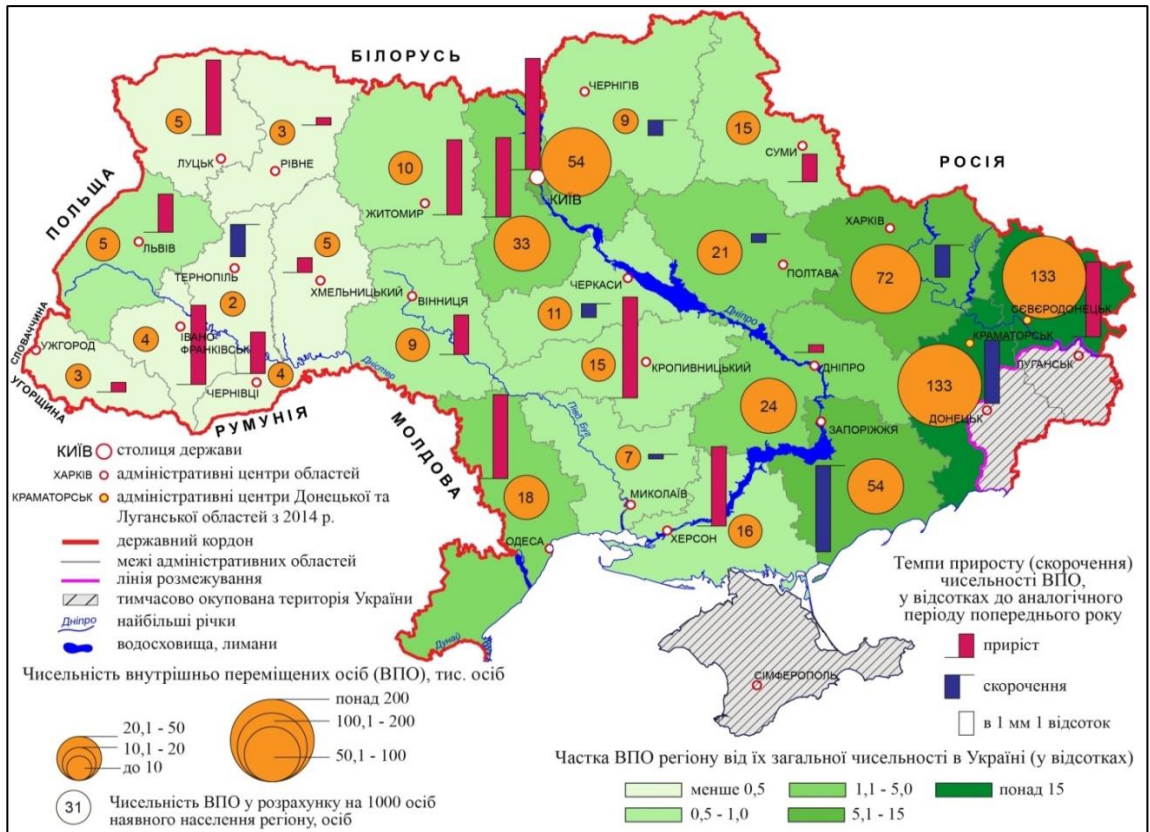 БІЛОРУСЬ
ПОЛЬЩА
СЛОВАЧЧИНА
УГОРЩИНА
РУМУНІЯ
МОЛДОВА
РОСІЯ
5
ЛУЦЬК
3
РІВНЕ
10
ЖИТОМИР
54
КИЇВ
33
ЧЕРНІГІВ
9
15
СУМИ
5
ЛЬВІВ
ТЕРНОПІЛЬ
2
5
ХМЕЛЬНИЦЬКИЙ
ВІННИЦЯ
9
ЧЕРКАСИ
11
21
ПОЛТАВА
ХАРКІВ
72
133
СЄВЄРОДОНЕЦЬК
КРАМАТОРСЬК
ЛУГАНСЬК
133
ДОНЕЦЬК
УЖГОРОД
3
4
ІВАНО-
ФРАНКІВСЬК
ЧЕРНІВЦІ
4
Дністер
15
КРОПИВНИЦЬКИЙ
Дніпро
ДНІПРО
24
ЗАПОРІЖЖЯ
54
Півд. Буг
7
МИКОЛАЇВ
ХЕРСОН
16
18
ОДЕСА
Дунай
СІМФЕРОПОЛЬ
КИЇВ столиця держави
ХАРКІВ адміністративні центри областей
КРАМАТОРСЬК адміністративні центри Донецької та
Луганської областей з 2014 р.
державний кордон
межі адміністративних областей
лінія розмежування
тимчасово окупована територія України
Дніпро найбільші річки
водосховища, лимани
Чисельність внутрішньо переміщених осіб (ВПО), тис. осіб
20,1 - 50
10,1 - 20
до 10
понад 200
100,1 - 200
50,1 - 100
31 Чисельність ВПО у розрахунку на 1000 осіб
наявного населення регіону, осіб
Темпи приросту (скорочення)
чисельності ВПО,
у відсотках до аналогічного
періоду попереднього року
приріст
скорочення
в 1 мм 1 відсоток
Частка ВПО регіону від їх загальної чисельності в Україні (у відсотках)
менше 0,5
1,1 - 5,0
понад 15
0,5 - 1,0
5,1 - 15